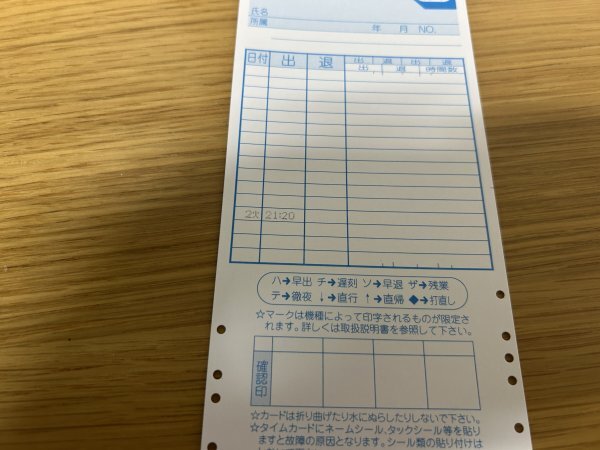 氏名
所属 年 月 NO.
日付 出 退 出 退 出 退
出 退 時間数
2火 21:20
ハ→早出 チ→遅刻 ソ→早退 ザ→残業
テ→徹夜 ↓→直行 ↑→直帰 ◆→打直し
☆マークは機種によって印字されるものが限定さ
れます。詳しくは取扱説明書を参照して下さい。
確認印
☆カードは折り曲げたり水にぬらしたりしないで下さい。
☆タイムカードにネームシール、タックシール等を貼り
ますと故障の原因となります。シール類の貼り付けは